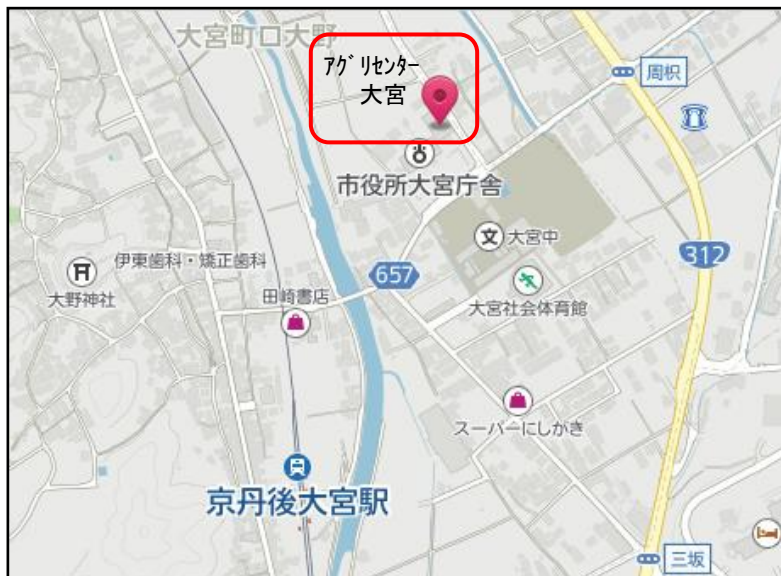 大宮町口大野
ｱｸﾞﾘｾﾝﾀｰ
大宮
周枳
市役所大宮庁舎
文
大宮中
312
657
伊東歯科・矯正歯科
大野神社
田崎書店
大宮社会体育館
スーパーにしがき
京丹後大宮駅
三坂